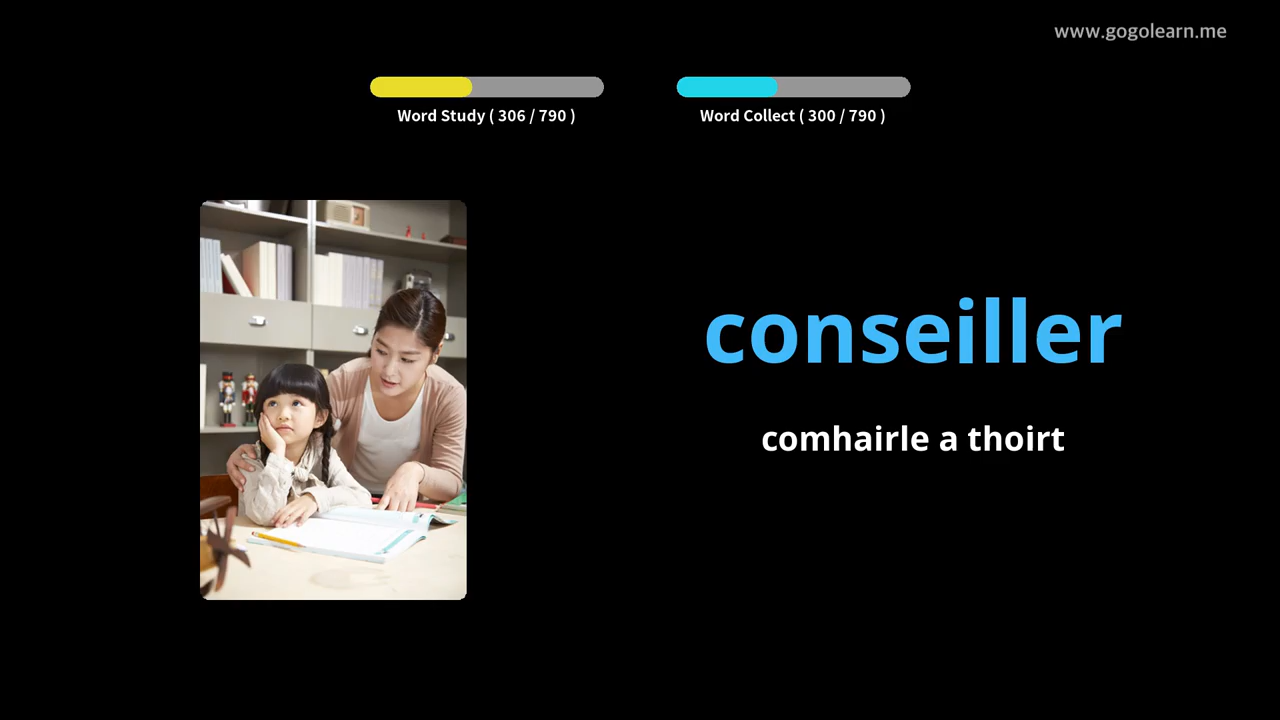 www.gogolearn.me
Word Study ( 306 / 790 )
Word Collect ( 300 / 790 )
conseiller
comhairle a thoirt